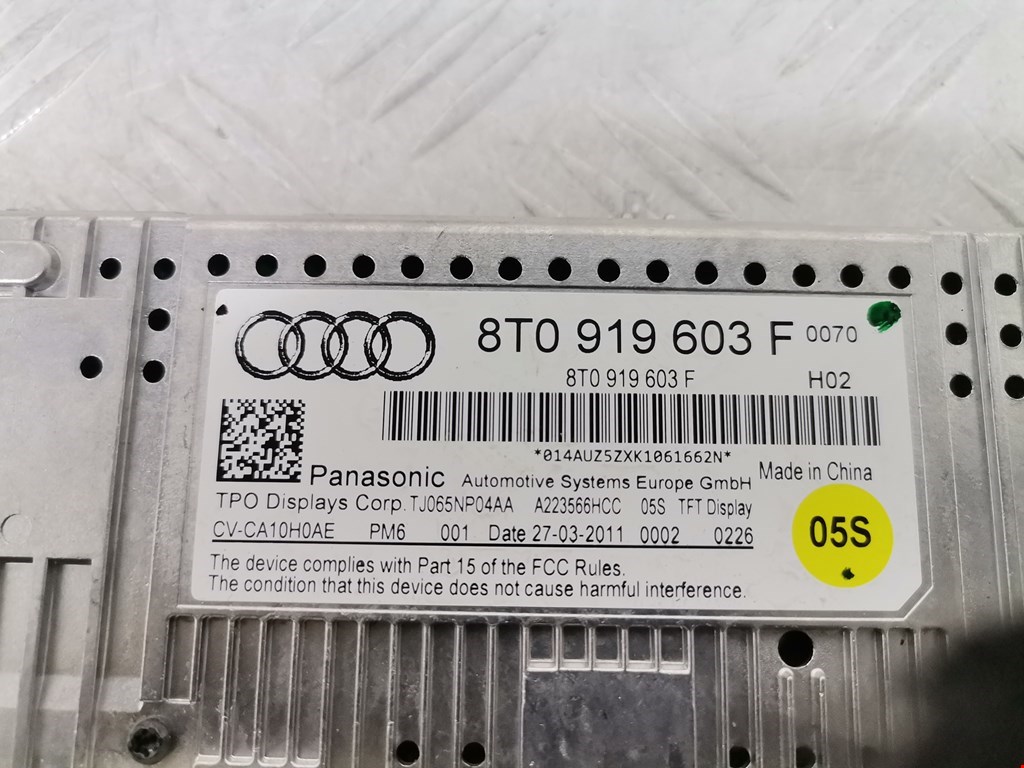 8T0 919 603 F 0070
8T0 919 603 F H02
*014AUZ5ZXK1061662N*
Panasonic Automotive Systems Europe GmbH Made in China
TPO Displays Corp. TJ065NP04AA A223566HCC 05S TFT Display
CV-CA10H0AE PM6 001 Date 27-03-2011 0002 0226
05S
The device complies with Part 15 of the FCC Rules.
The condition that this device does not cause harmful interference.